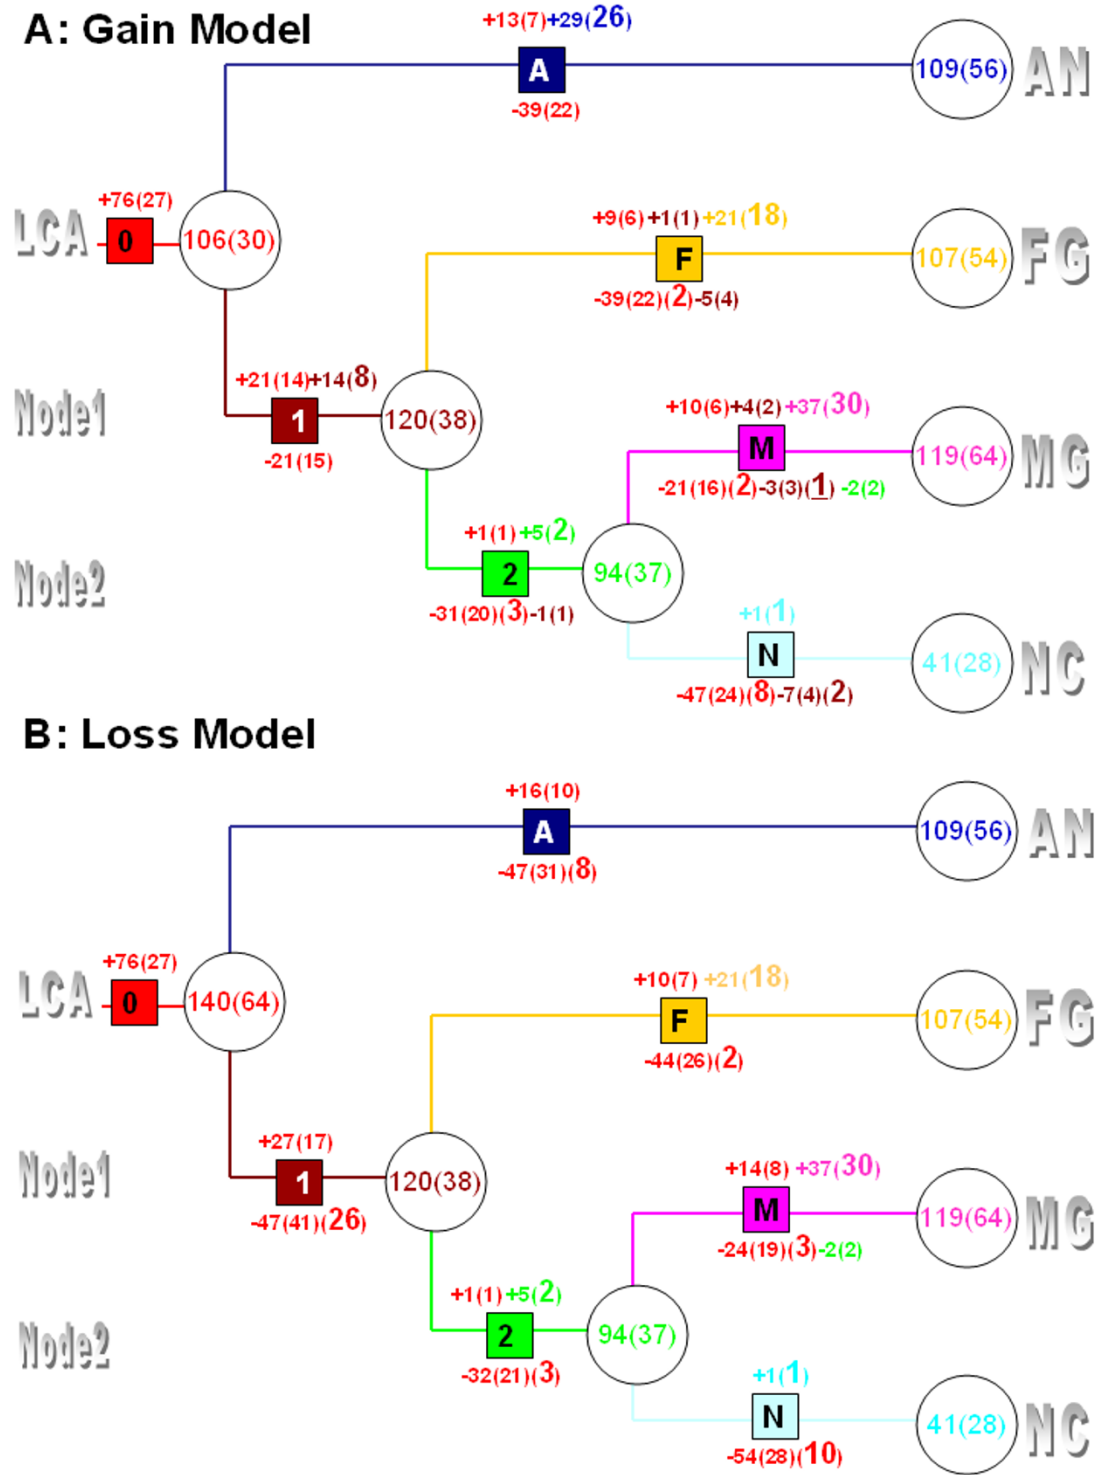 A: Gain Model
+13(7)+29(26)
A
109(56) AN
-39(22)
+76(27)
LCA 0 106(30)
+9(6)+1(1)+21(18)
F
107(54) FG
-39(22)(2)-5(4)
+21(14)+14(8)
Node1 1 120(38)
-21(15)
+10(6)+4(2)+37(30)
M
119(64) MG
-21(16)(2)-3(3)(1) -2(2)
+1(1)+5(2)
Node2 2 94(37)
-31(20)(3)-1(1)
+1(1)
N
41(28) NC
-47(24)(8)-7(4)(2)
B: Loss Model
+16(10)
A
109(56) AN
-47(31)(8)
+76(27)
LCA 0 140(64)
+10(7) +21(18)
F
107(54) FG
-44(26)(2)
+27(17)
Node1 1 120(38)
-47(41)(26)
+14(8) +37(30)
M
119(64) MG
-24(19)(3)-2(2)
+1(1)+5(2)
Node2 2 94(37)
-32(21)(3)
+1(1)
N
41(28) NC
-54(28)(10)